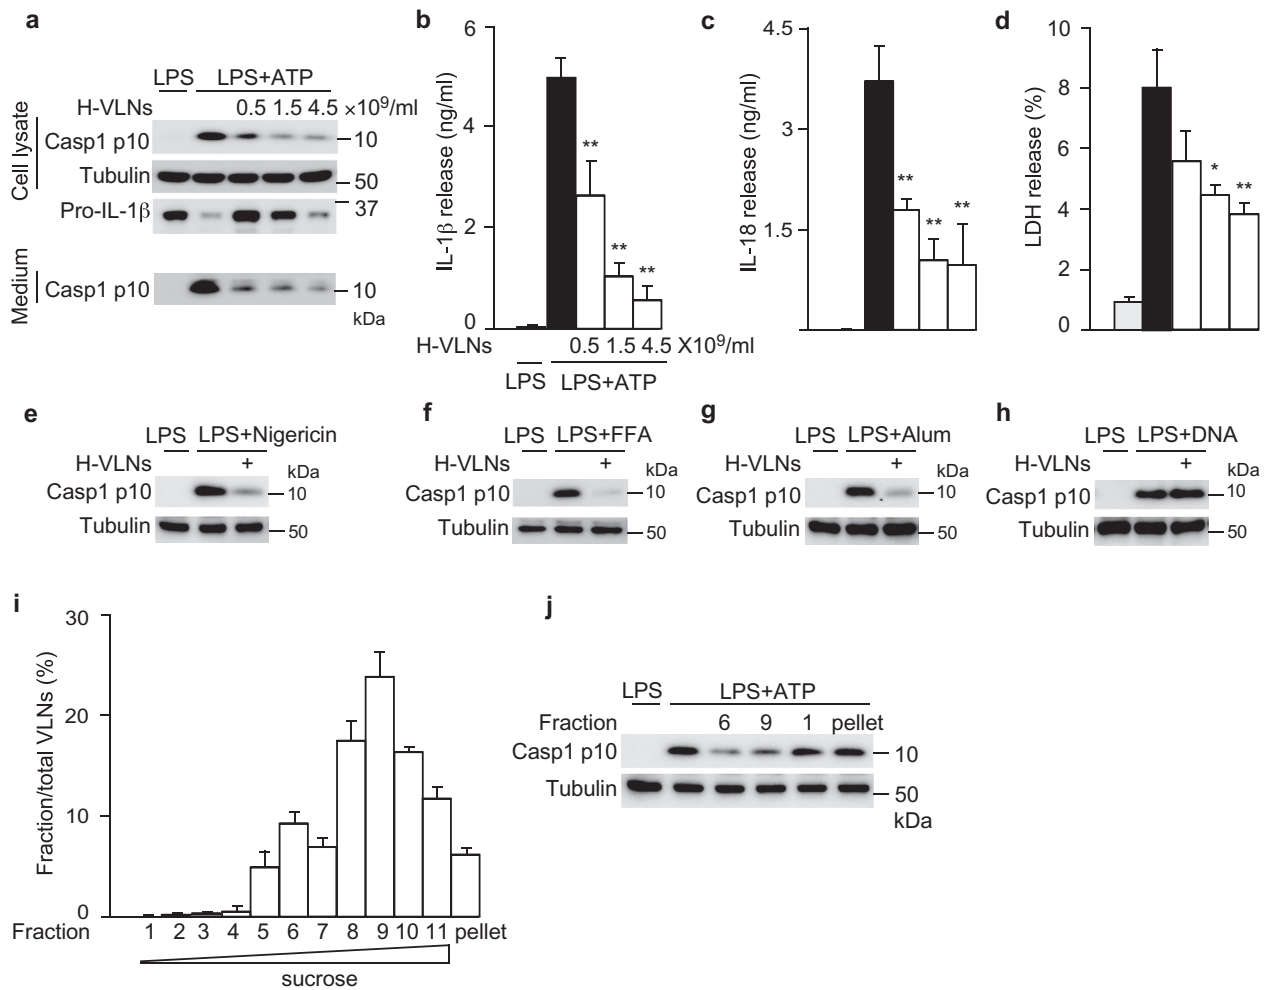 a
LPS LPS+ATP
H-VLNs 0.5 1.5 4.5 ×10⁹/ml
Cell lysate
Casp1 p10 10
Tubulin 50
Pro-IL-1β 37
Medium
Casp1 p10 10
kDa
b
IL-1β release (ng/ml)
6
4
2
0
H-VLNs 0.5 1.5 4.5 X10⁹/ml
LPS LPS+ATP
c
IL-18 release (ng/ml)
4.5
3
1.5
** ** **
** ** **
d
LDH release (%)
10
8
6
4
2
0
* **
e
LPS LPS+Nigericin
H-VLNs + kDa
Casp1 p10 10
Tubulin 50
f
LPS LPS+FFA
H-VLNs + kDa
Casp1 p10 10
Tubulin 50
g
LPS LPS+Alum
H-VLNs + kDa
Casp1 p10 10
Tubulin 50
h
LPS LPS+DNA
H-VLNs + kDa
Casp1 p10 10
Tubulin 50
i
Fraction/total VLNs (%)
30
20
10
0
Fraction 1 2 3 4 5 6 7 8 9 10 11 pellet
sucrose
j
LPS LPS+ATP
Fraction 6 9 1 pellet
Casp1 p10 10
Tubulin 50
kDa